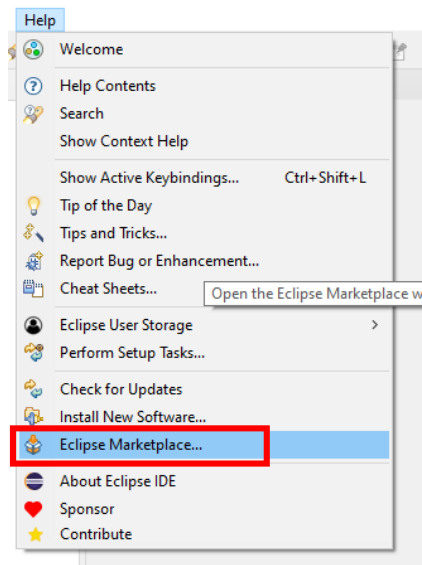 Help
Welcome
Help Contents
Search
Show Context Help
Show Active Keybindings... Ctrl+Shift+L
Tip of the Day
Tips and Tricks...
Report Bug or Enhancement...
Cheat Sheets...
Open the Eclipse Marketplace w
Eclipse User Storage >
Perform Setup Tasks...
Check for Updates
Install New Software...
Eclipse Marketplace...
About Eclipse IDE
Sponsor
Contribute